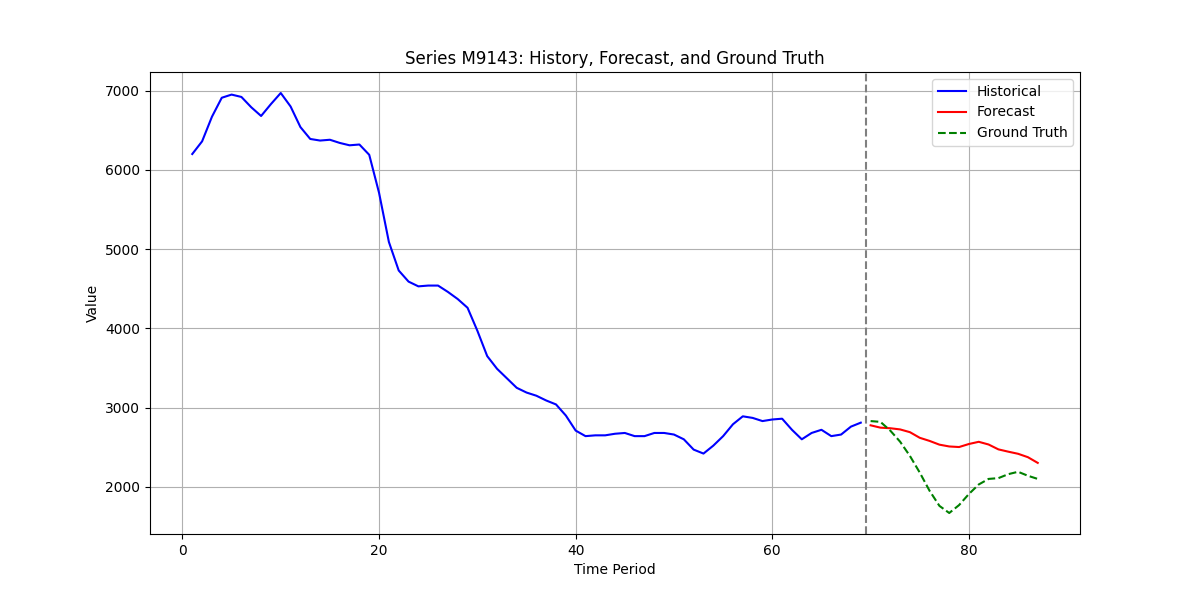 Series M9143: History, Forecast, and Ground Truth
Historical
Forecast
Ground Truth
Value
7000
6000
5000
4000
3000
2000
0 20 40 60 80
Time Period